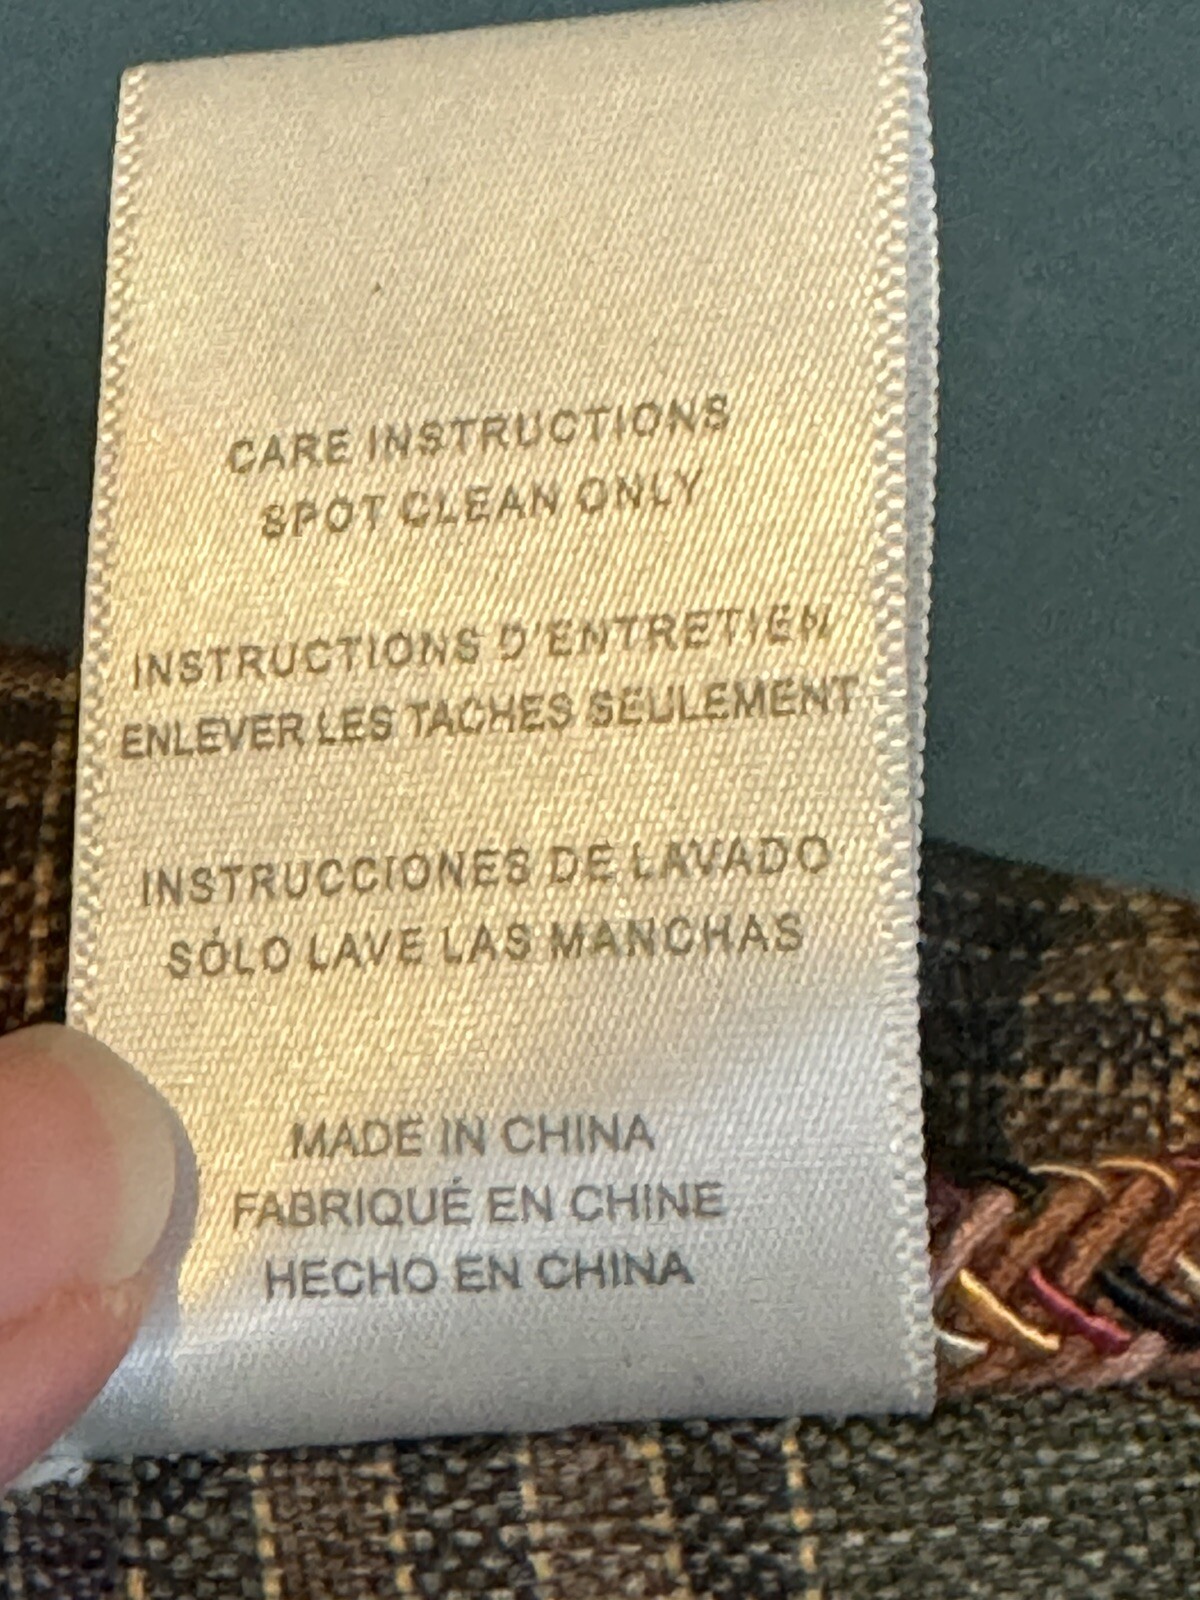 CARE INSTRUCTIONS
SPOT CLEAN ONLY
INSTRUCTIONS D'ENTRETIEN
ENLEVER LES TACHES SEULEMENT
INSTRUCCIONES DE LAVADO
SÓLO LAVE LAS MANCHAS
MADE IN CHINA
FABRIQUÉ EN CHINE
HECHO EN CHINA